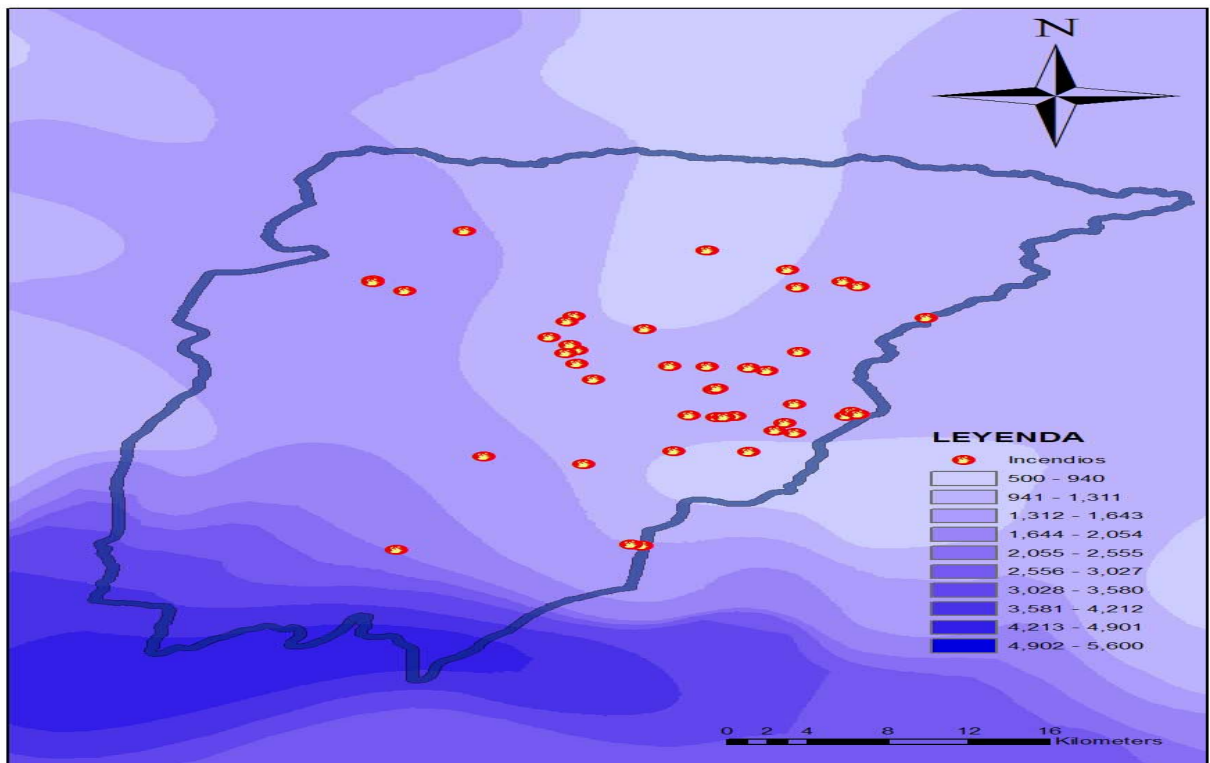 N
LEYENDA
Incendios
500 - 940
941 - 1,311
1,312 - 1,643
1,644 - 2,054
2,055 - 2,555
2,556 - 3,027
3,028 - 3,580
3,581 - 4,212
4,213 - 4,901
4,902 - 5,600
0 2 4 8 12 16
Kilometers